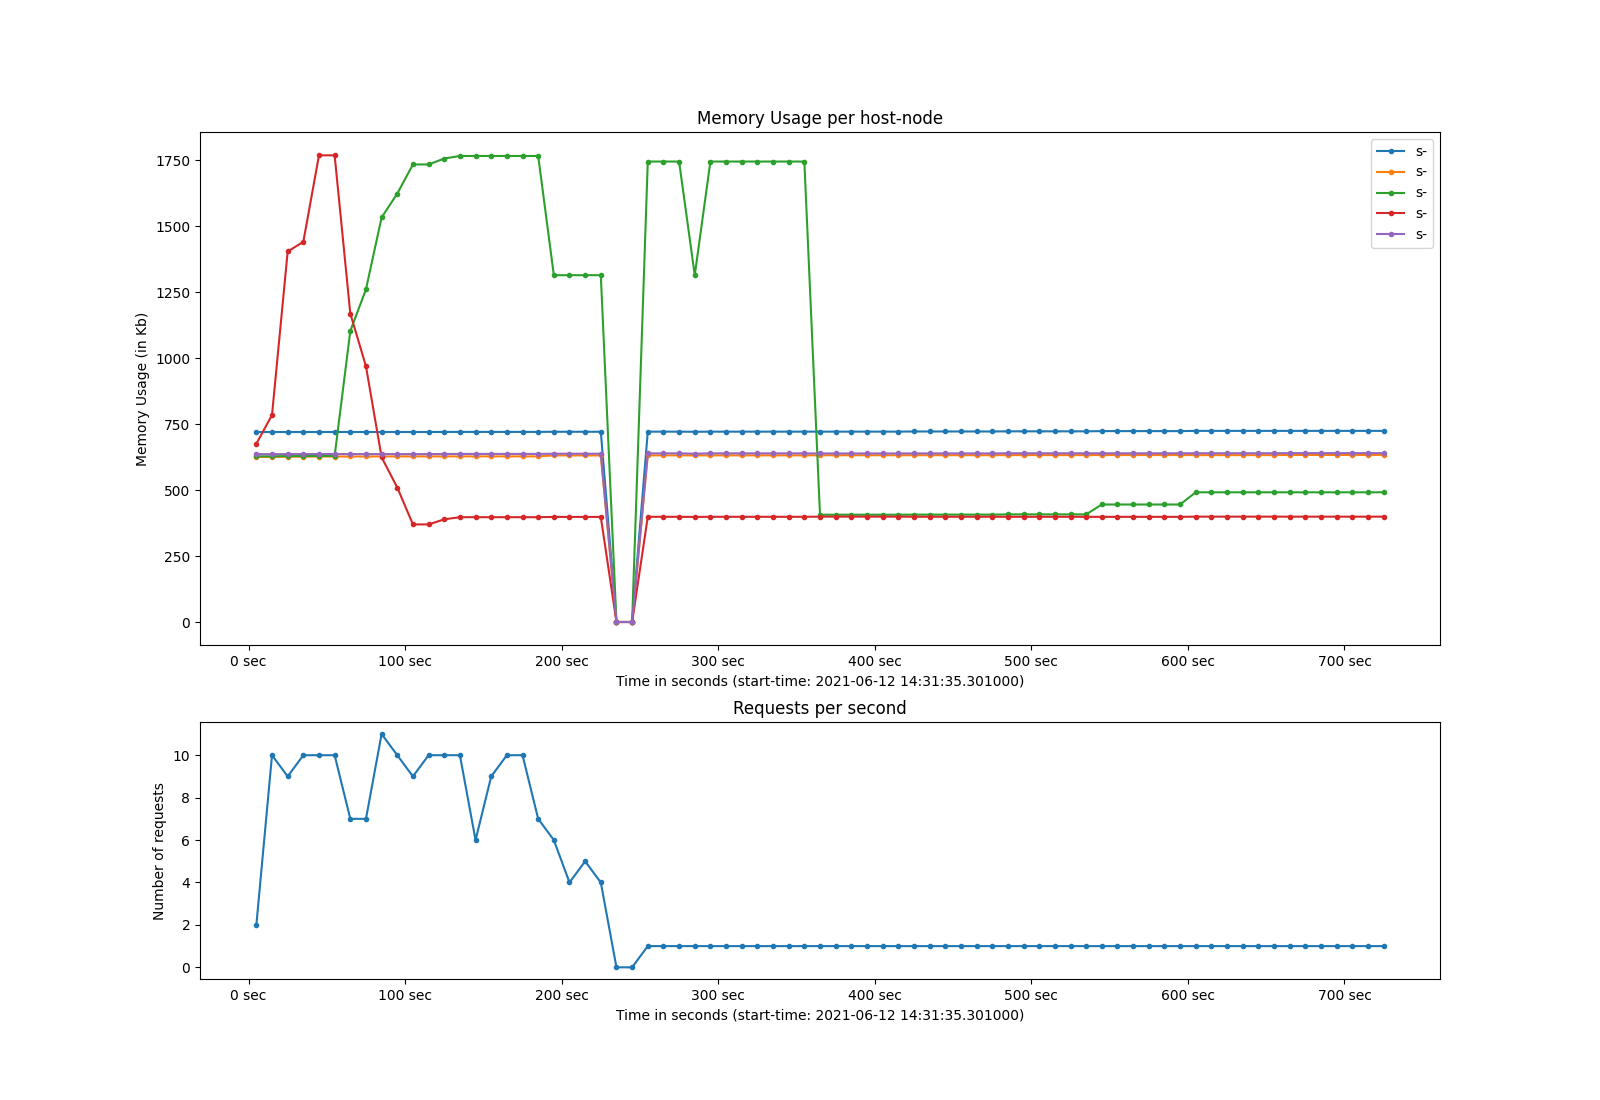 Memory Usage per host-node
Memory Usage (in Kb)
1750
1500
1250
1000
750
500
250
0
s-
s-
s-
s-
s-
0 sec 100 sec 200 sec 300 sec 400 sec 500 sec 600 sec 700 sec
Time in seconds (start-time: 2021-06-12 14:31:35.301000)
Requests per second
Number of requests
10
8
6
4
2
0
0 sec 100 sec 200 sec 300 sec 400 sec 500 sec 600 sec 700 sec
Time in seconds (start-time: 2021-06-12 14:31:35.301000)